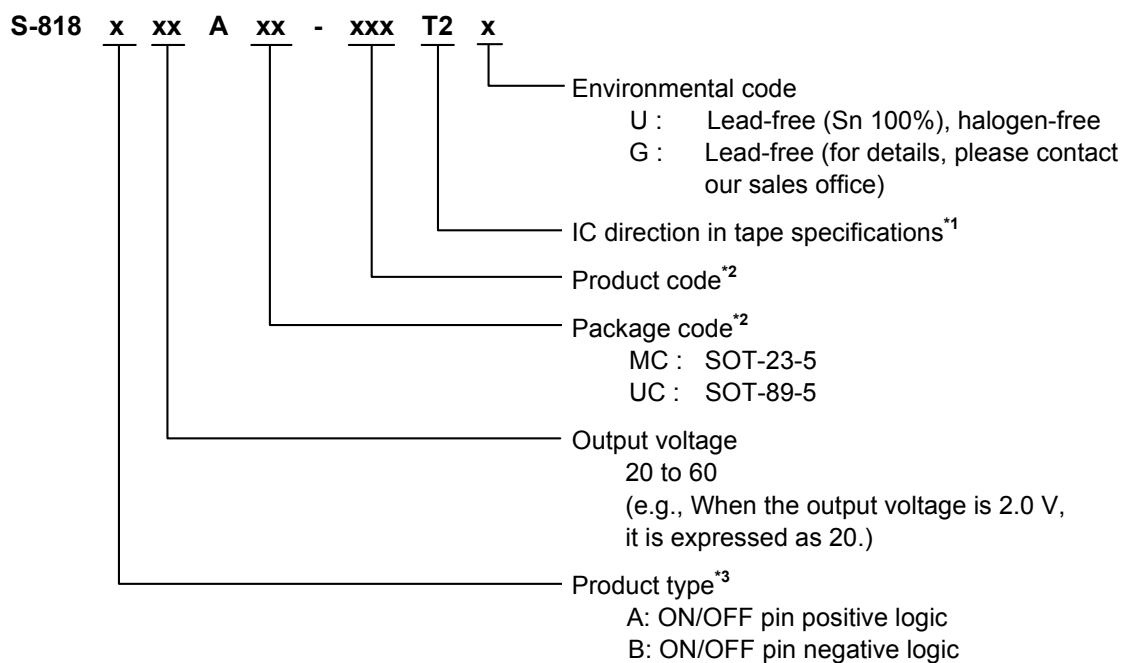 S-818 x xx A xx - xxx T2 x
Environmental code
U : Lead-free (Sn 100%), halogen-free
G : Lead-free (for details, please contact
our sales office)
IC direction in tape specifications*1
Product code*2
Package code*2
MC : SOT-23-5
UC : SOT-89-5
Output voltage
20 to 60
(e.g., When the output voltage is 2.0 V,
it is expressed as 20.)
Product type*3
A: ON/OFF pin positive logic
B: ON/OFF pin negative logic